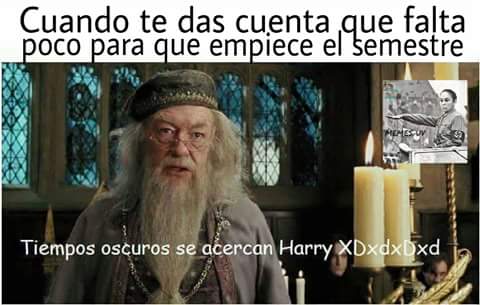 Cuando te das cuenta que falta
poco para que empiece el semestre
MEMES UV
Tiempos oscuros se acercan Harry XDxdxDxd